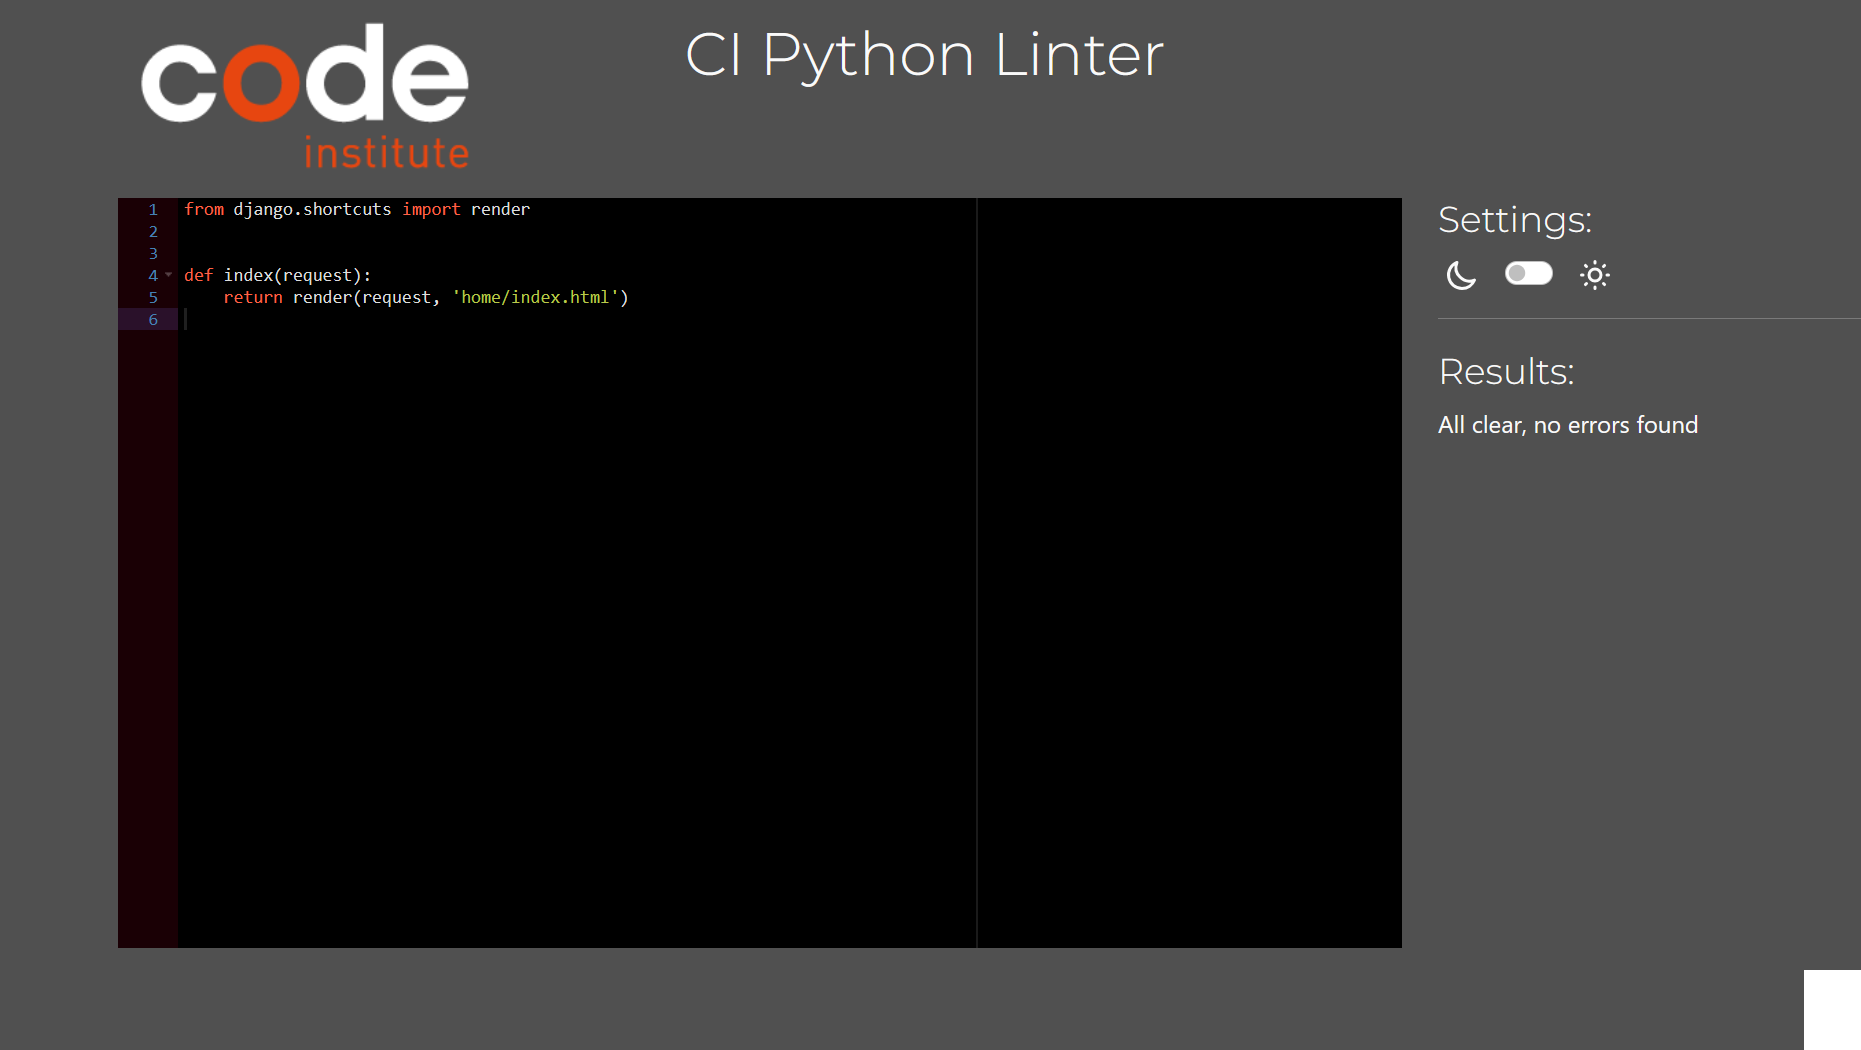 code
institute
CI Python Linter
1 from django.shortcuts import render
2
3
4 def index(request):
5     return render(request, 'home/index.html')
6
Settings:
Results:
All clear, no errors found